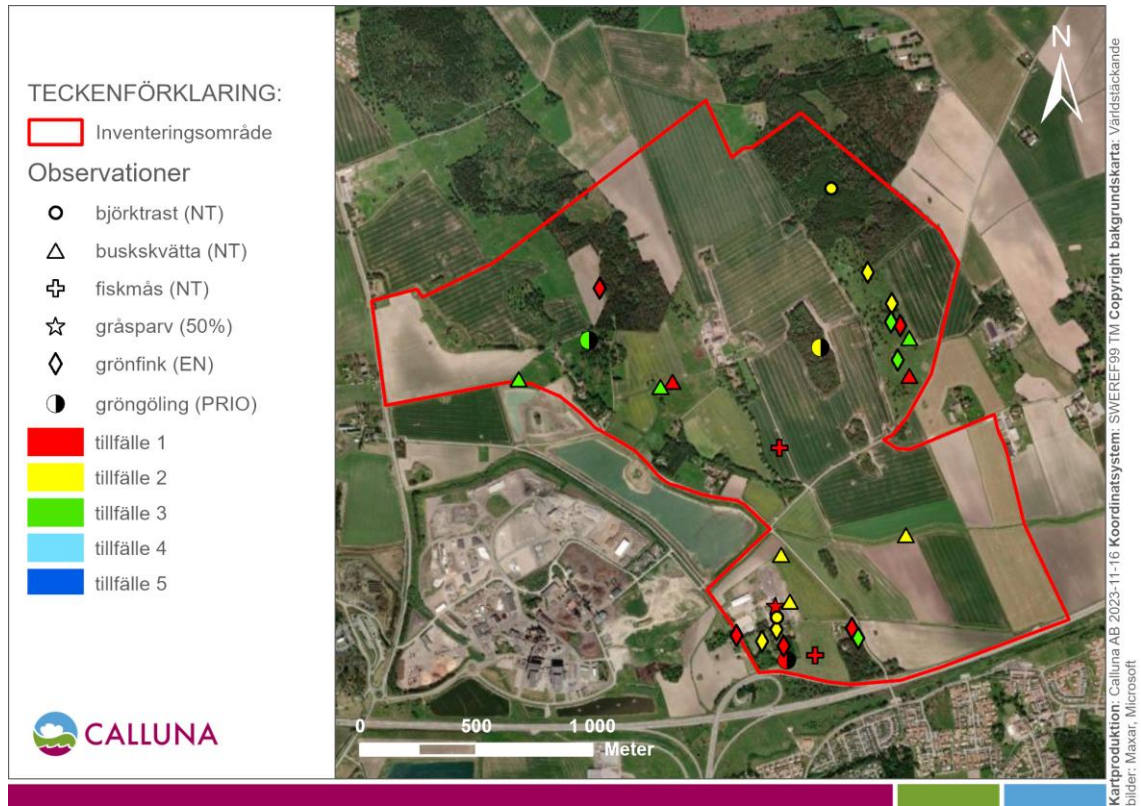 TECKENFÖRKLARING:
Inventeringsområde
Observationer
björktrast (NT)
buskskvätta (NT)
fiskmås (NT)
gråsparv (50%)
grönfink (EN)
gröngöling (PRIO)
tillfälle 1
tillfälle 2
tillfälle 3
tillfälle 4
tillfälle 5
CALLUNA
N
0 500 1 000
Meter
Kartproduktion: Calluna AB 2023-11-16 Koordinatsystem: SWEREF99 TM Copyright bakgrundskarta: Världstäckande
bilder: Maxar, Microsoft